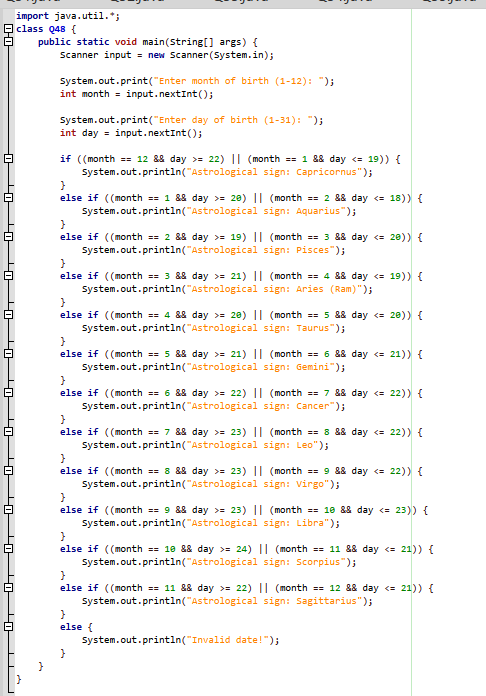 import java.util.*;
class Q48 {
    public static void main(String[] args) {
        Scanner input = new Scanner(System.in);

        System.out.print("Enter month of birth (1-12): ");
        int month = input.nextInt();

        System.out.print("Enter day of birth (1-31): ");
        int day = input.nextInt();

        if ((month == 12 && day >= 22) || (month == 1 && day <= 19)) {
            System.out.println("Astrological sign: Capricornus");
        }
        else if ((month == 1 && day >= 20) || (month == 2 && day <= 18)) {
            System.out.println("Astrological sign: Aquarius");
        }
        else if ((month == 2 && day >= 19) || (month == 3 && day <= 20)) {
            System.out.println("Astrological sign: Pisces");
        }
        else if ((month == 3 && day >= 21) || (month == 4 && day <= 19)) {
            System.out.println("Astrological sign: Aries (Ram)");
        }
        else if ((month == 4 && day >= 20) || (month == 5 && day <= 20)) {
            System.out.println("Astrological sign: Taurus");
        }
        else if ((month == 5 && day >= 21) || (month == 6 && day <= 21)) {
            System.out.println("Astrological sign: Gemini");
        }
        else if ((month == 6 && day >= 22) || (month == 7 && day <= 22)) {
            System.out.println("Astrological sign: Cancer");
        }
        else if ((month == 7 && day >= 23) || (month == 8 && day <= 22)) {
            System.out.println("Astrological sign: Leo");
        }
        else if ((month == 8 && day >= 23) || (month == 9 && day <= 22)) {
            System.out.println("Astrological sign: Virgo");
        }
        else if ((month == 9 && day >= 23) || (month == 10 && day <= 23)) {
            System.out.println("Astrological sign: Libra");
        }
        else if ((month == 10 && day >= 24) || (month == 11 && day <= 21)) {
            System.out.println("Astrological sign: Scorpius");
        }
        else if ((month == 11 && day >= 22) || (month == 12 && day <= 21)) {
            System.out.println("Astrological sign: Sagittarius");
        }
        else {
            System.out.println("Invalid date!");
        }
    }
}